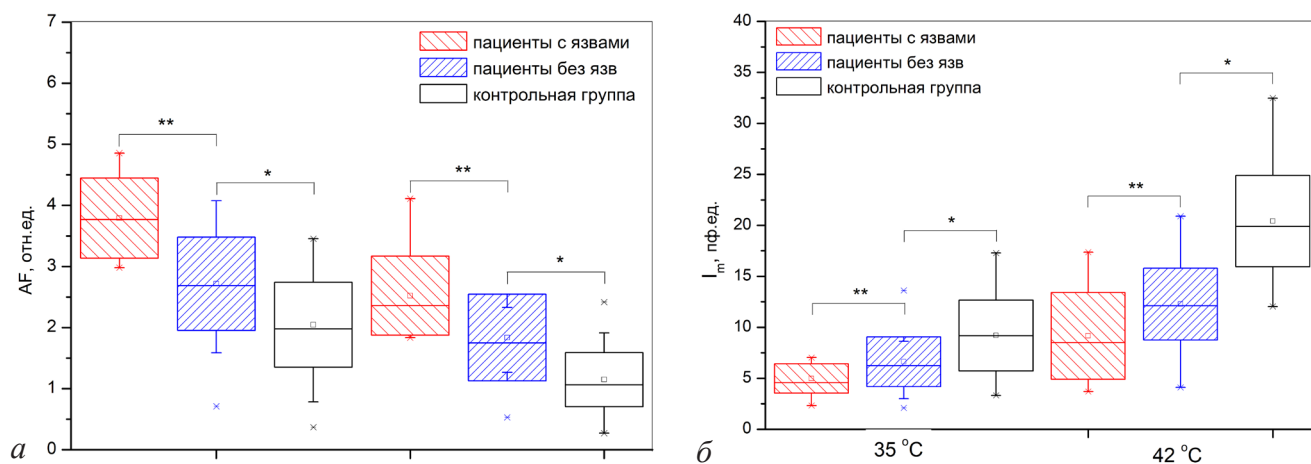 7
6
5
4
3
2
1
0
AF, отн.ед.
пациенты с язвами
пациенты без язв
контрольная группа
**
*
**
*
а
40
35
30
25
20
15
10
5
0
I_m, пф.ед.
пациенты с язвами
пациенты без язв
контрольная группа
**
*
**
*
35 °C
42 °C
б